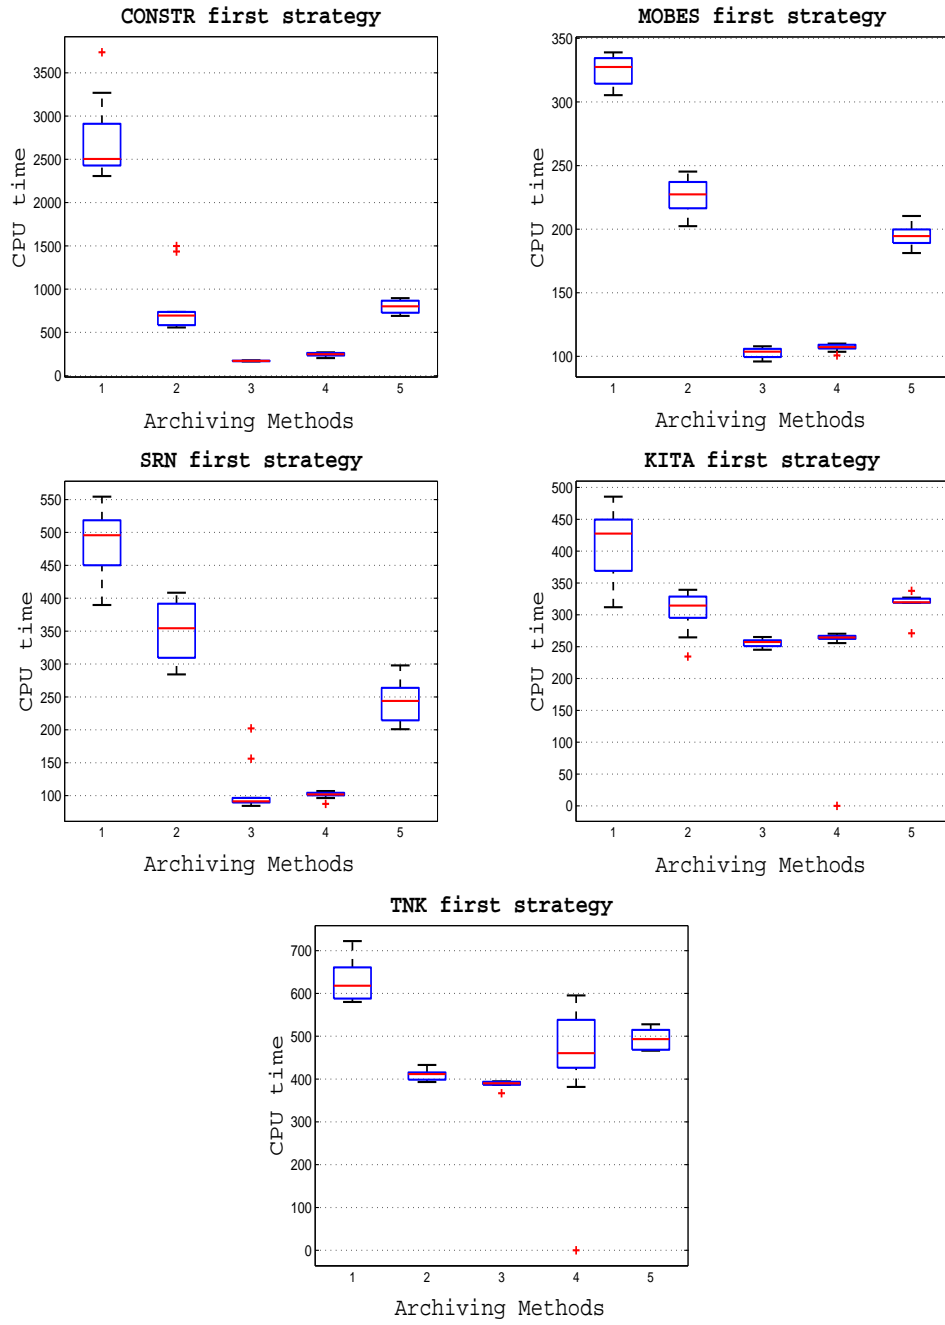 CONSTR first strategy
3500
3000
2500
2000
1500
1000
500
0
CPU time
1 2 3 4 5
Archiving Methods
MOBES first strategy
350
300
250
200
150
100
CPU time
1 2 3 4 5
Archiving Methods
SRN first strategy
550
500
450
400
350
300
250
200
150
100
CPU time
1 2 3 4 5
Archiving Methods
KITA first strategy
500
450
400
350
300
250
200
150
100
50
0
CPU time
1 2 3 4 5
Archiving Methods
TNK first strategy
700
600
500
400
300
200
100
0
CPU time
1 2 3 4 5
Archiving Methods